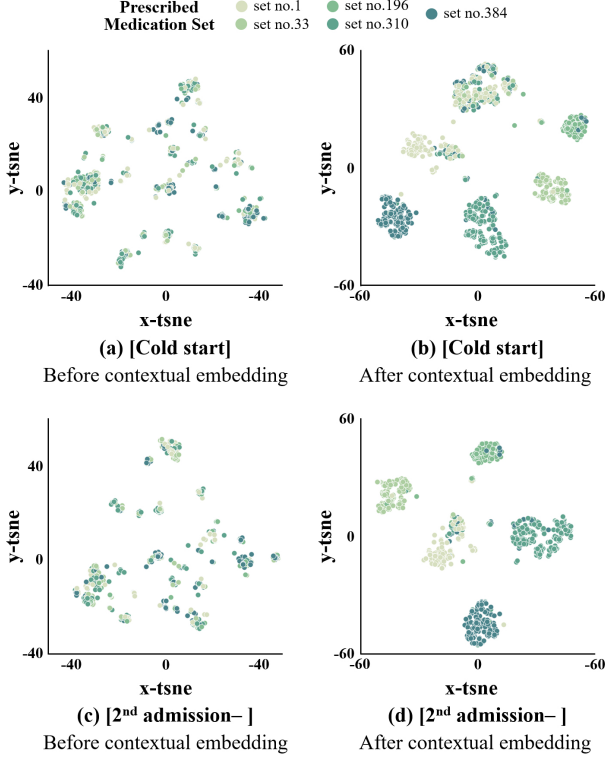 Prescribed
Medication Set
set no.1
set no.33
set no.196
set no.310
set no.384
y-tsne
40
0
-40
-40
0
-40
x-tsne
(a) [Cold start]
Before contextual embedding
y-tsne
60
0
-60
-60
0
-60
x-tsne
(b) [Cold start]
After contextual embedding
y-tsne
40
0
-40
-40
0
-40
x-tsne
(c) [2nd admission– ]
Before contextual embedding
y-tsne
60
0
-60
-60
0
-60
x-tsne
(d) [2nd admission– ]
After contextual embedding